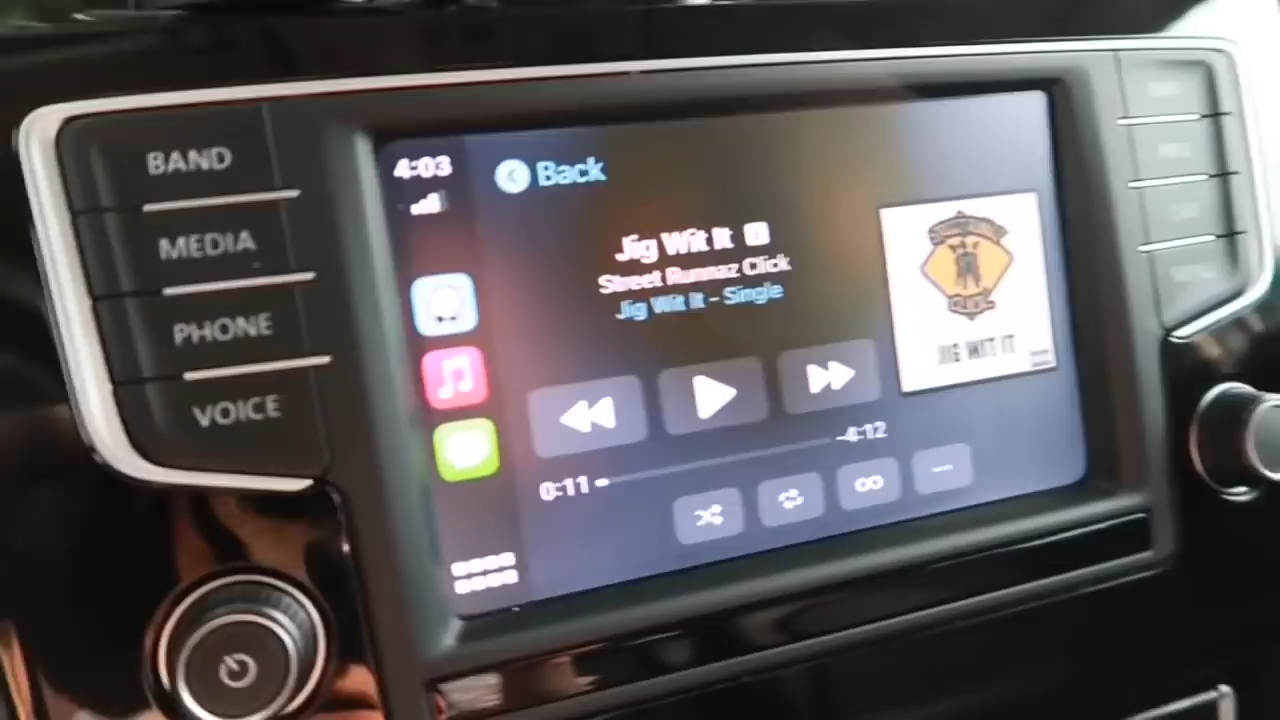 BAND
MEDIA
PHONE
VOICE
4:03
Back
Jig Wit It E
Street Runnaz Click
Jig Wit It - Single
0:11
-4:12
CLICK
JIG WIT IT